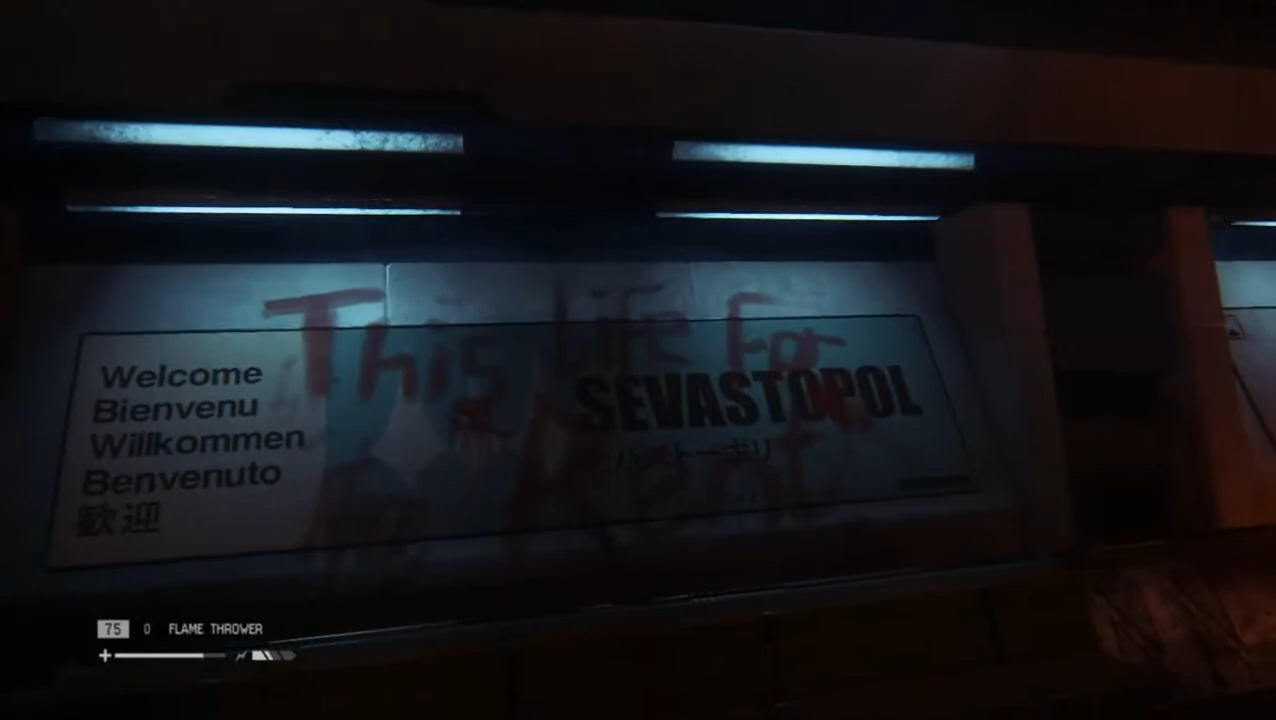 This Life For
Welcome
Bienvenu
Willkommen
Benvenuto
歓迎
SEVASTOPOL
75 0 FLAME THROWER